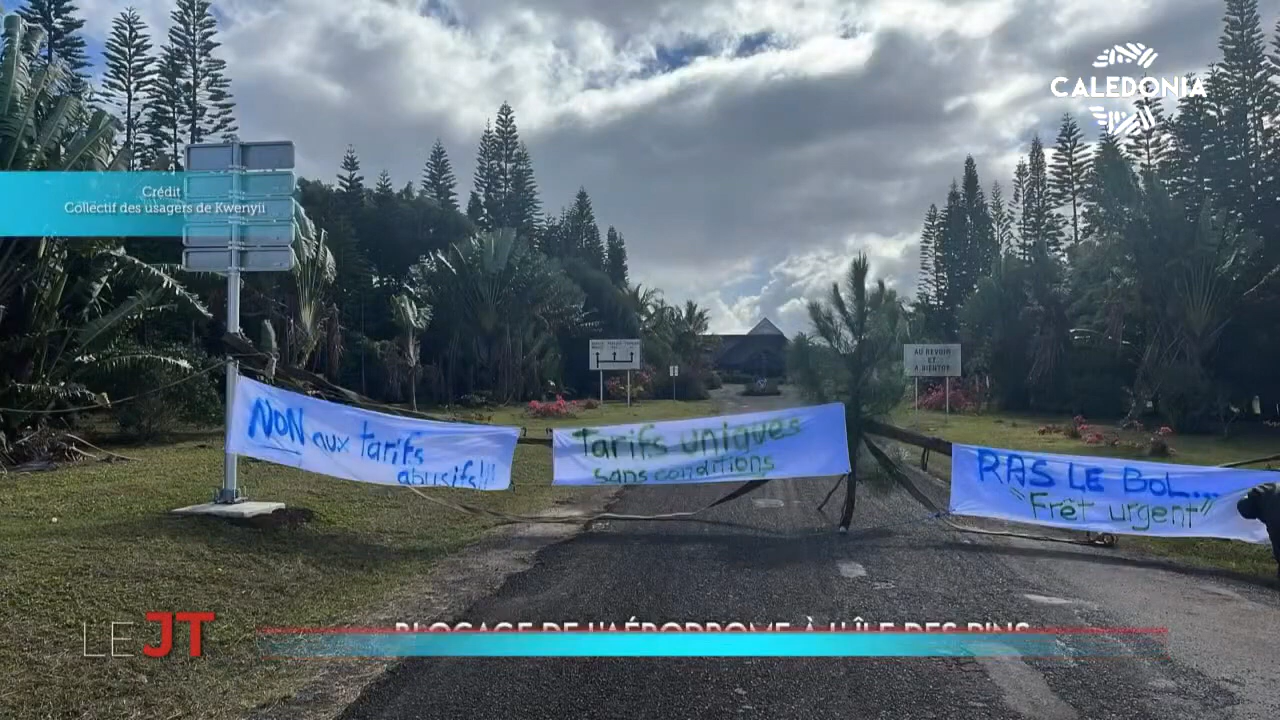 CALEDONIA
Crédit
Collectif des usagers de Kwenyii
AU REVOIR
ET
A BIENTOT
NON aux tarifs
abusifs!!!
Tarifs uniques
sans conditions
RAS LE BOL...
"Frêt urgent"
LE JT
BLOCAGE DE L'AÉRODROME À L'ÎLE DES PINS